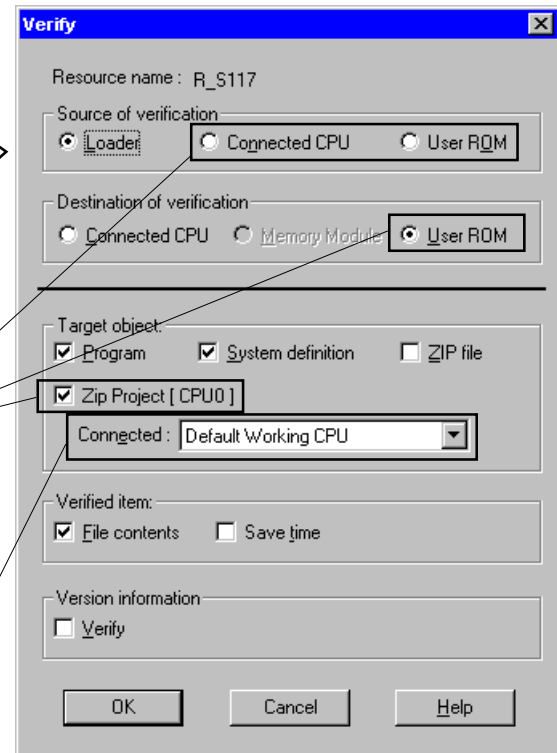 Verify
Resource name : R_S117
Source of verification
Loader Connected CPU User ROM
Destination of verification
Connected CPU Memory Module User ROM
Target object:
Program System definition ZIP file
Zip Project [ CPU0 ]
Connected : Default Working CPU
Verified item:
File contents Save time
Version information
Verify
OK Cancel Help